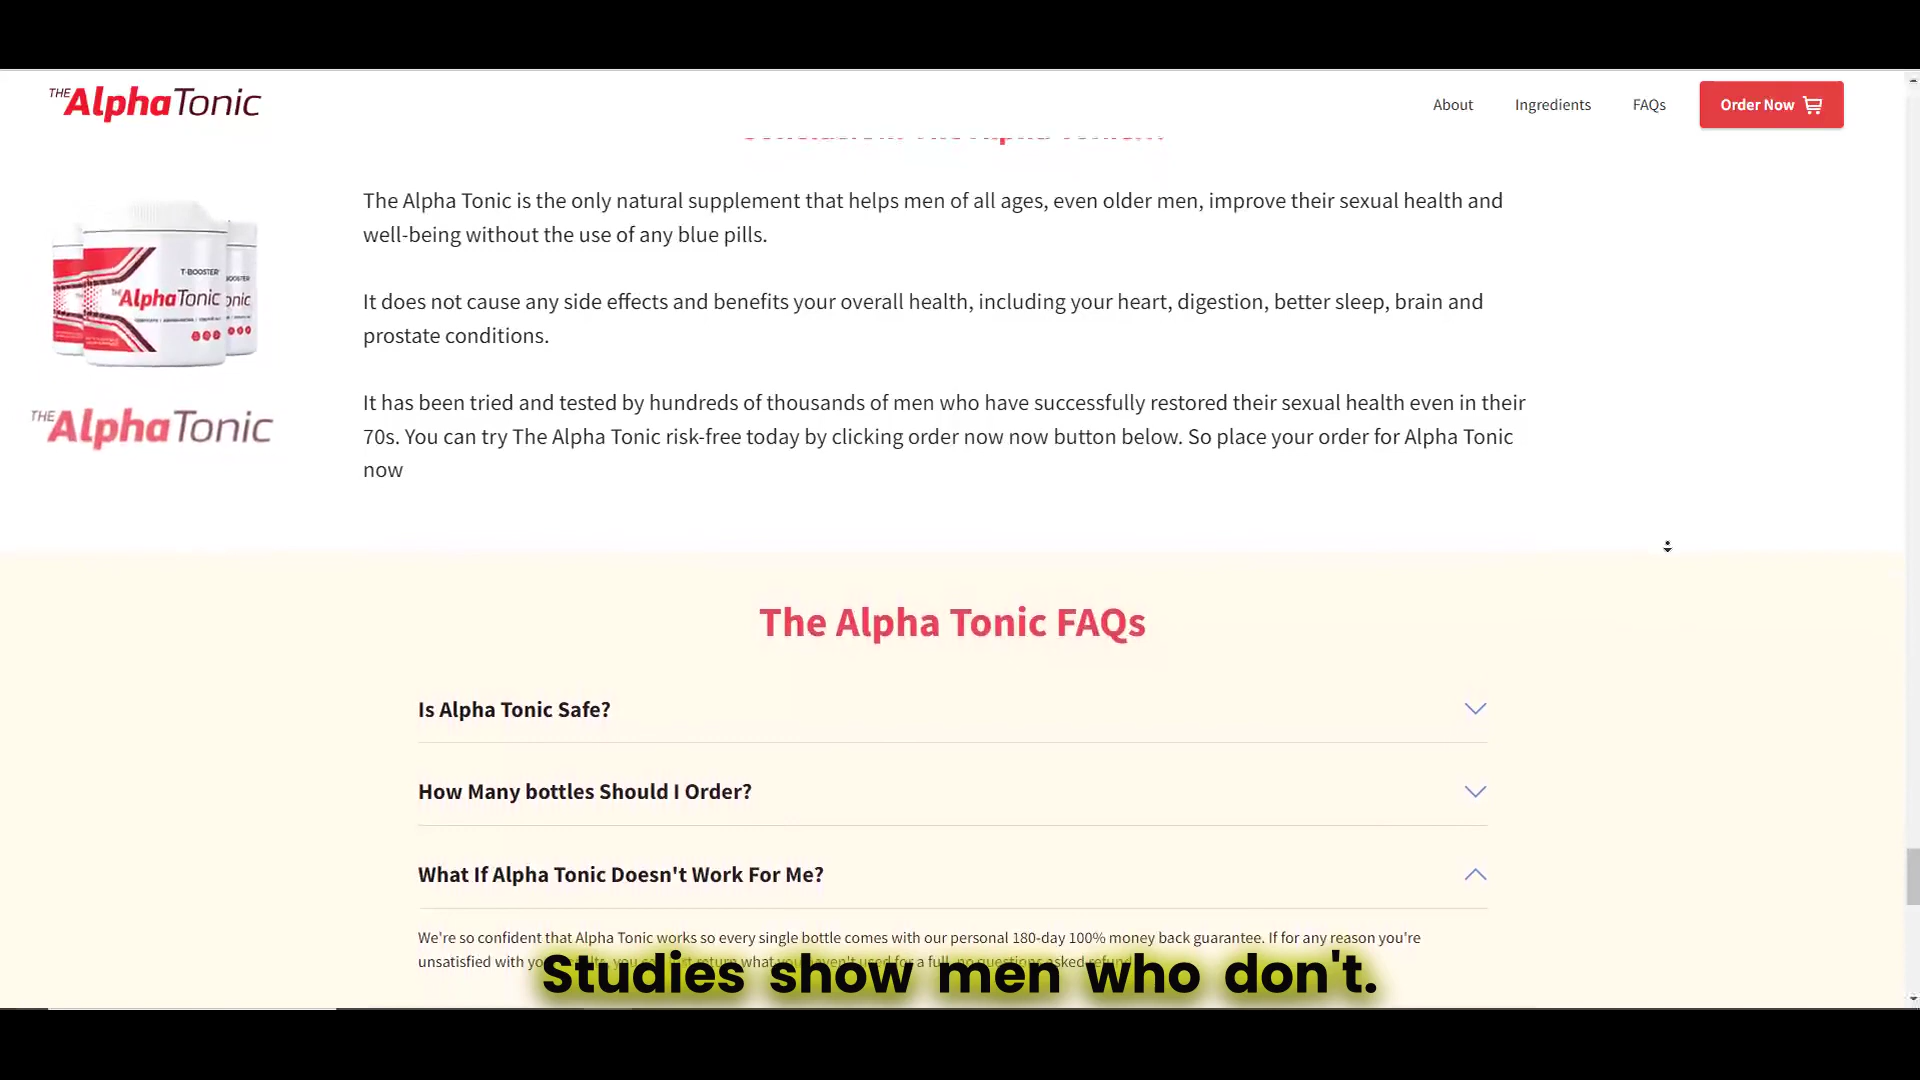 THE AlphaTonic
About
Ingredients
FAQs
Order Now
The Alpha Tonic is the only natural supplement that helps men of all ages, even older men, improve their sexual health and
well-being without the use of any blue pills.
T-BOOSTER
THE AlphaTonic
It does not cause any side effects and benefits your overall health, including your heart, digestion, better sleep, brain and
prostate conditions.
THE AlphaTonic
It has been tried and tested by hundreds of thousands of men who have successfully restored their sexual health even in their
70s. You can try The Alpha Tonic risk-free today by clicking order now now button below. So place your order for Alpha Tonic
now
The Alpha Tonic FAQs
Is Alpha Tonic Safe?
How Many bottles Should I Order?
What If Alpha Tonic Doesn't Work For Me?
We're so confident that Alpha Tonic works so every single bottle comes with our personal 180-day 100% money back guarantee. If for any reason you're
unsatisfied with
Studies show men who don't.